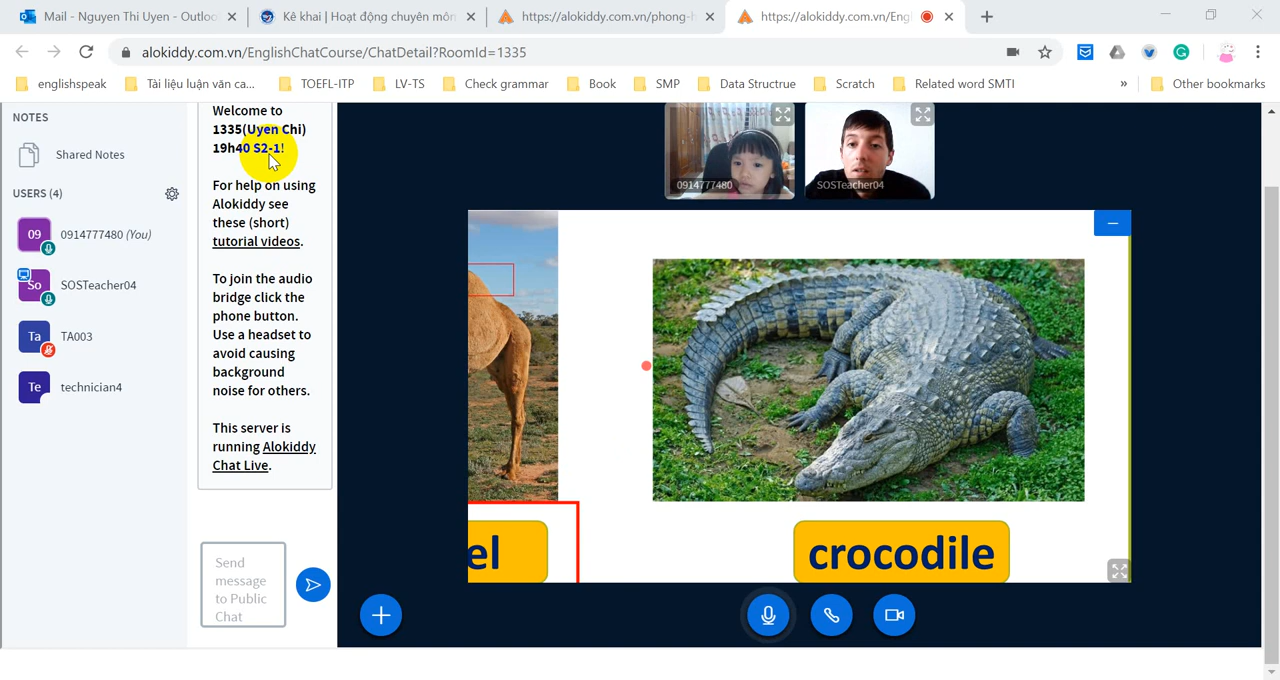 Mail - Nguyen Thi Uyen - Outloo
Kê khai | Hoạt động chuyên môn
https://alokiddy.com.vn/phong-h
https://alokiddy.com.vn/Eng
alokiddy.com.vn/EnglishChatCourse/ChatDetail?RoomId=1335
englishspeak
Tài liệu luận văn ca...
TOEFL-ITP
LV-TS
Check grammar
Book
SMP
Data Structrue
Scratch
Related word SMTI
»
Other bookmarks
NOTES
Shared Notes
USERS (4)
09 0914777480 (You)
So SOSTeacher04
Ta TA003
Te technician4
Welcome to
1335(Uyen Chi)
19h40 S2-1!
For help on using
Alokiddy see
these (short)
tutorial videos.
To join the audio
bridge click the
phone button.
Use a headset to
avoid causing
background
noise for others.
This server is
running Alokiddy
Chat Live.
Send
message
to Public
Chat
0914777480
SOSTeacher04
el
crocodile